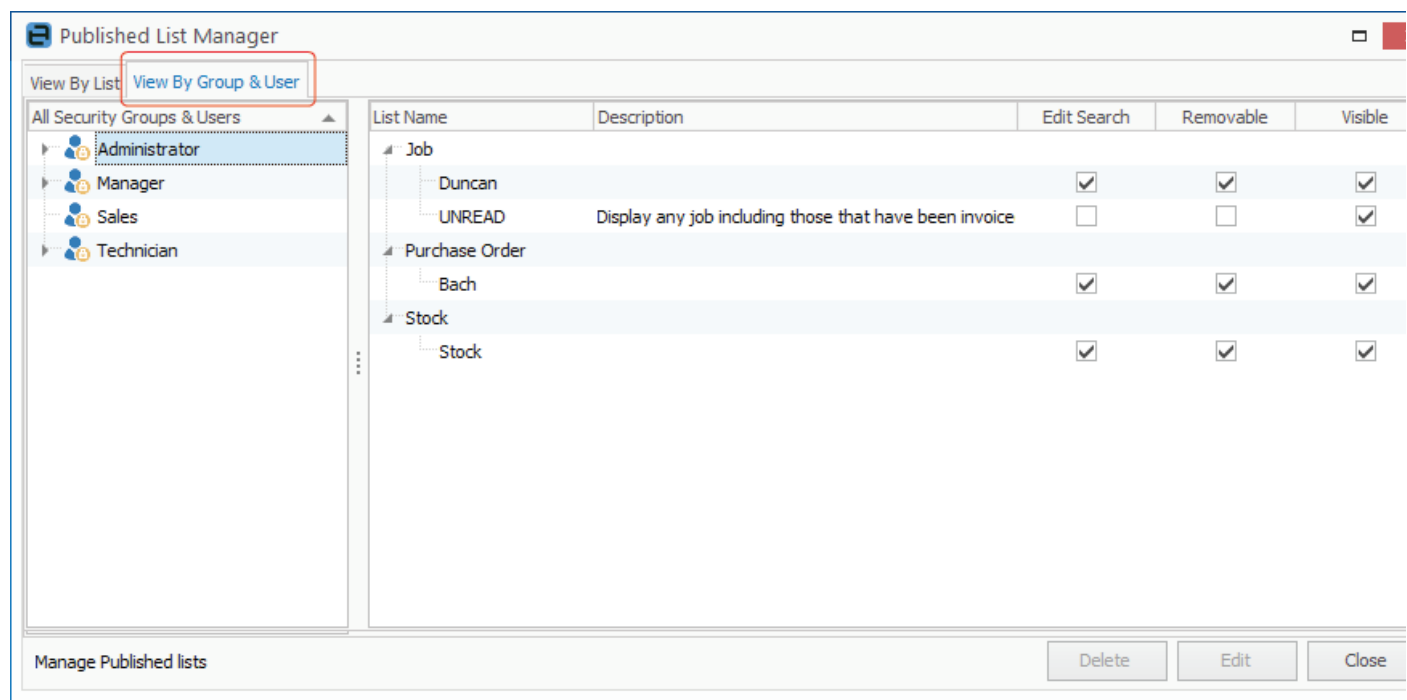 Published List Manager
View By List View By Group & User
All Security Groups & Users List Name Description Edit Search Removable Visible
Administrator Job
Manager Duncan
Sales UNREAD Display any job including those that have been invoice
Technician Purchase Order
Bach
Stock
Stock
Manage Published lists Delete Edit Close